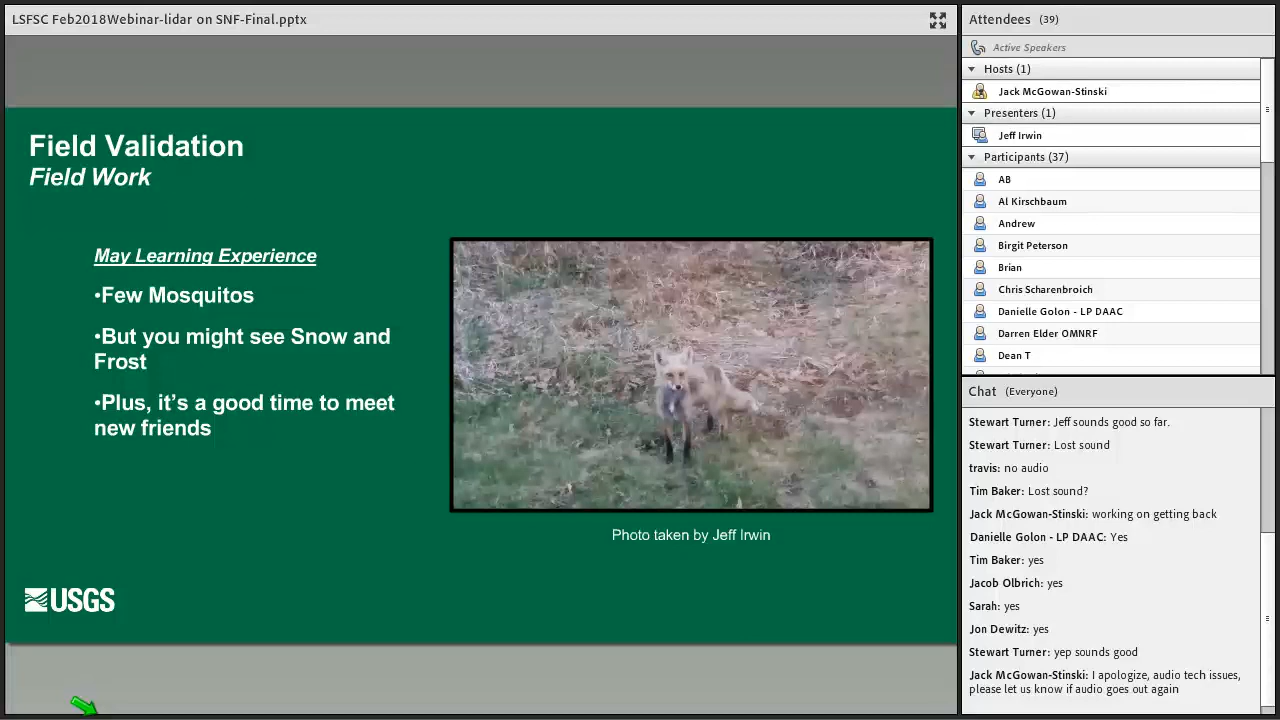 LSFSC Feb2018Webinar-lidar on SNF-Final.pptx
Field Validation
Field Work
May Learning Experience
•Few Mosquitos
•But you might see Snow and
Frost
•Plus, it's a good time to meet
new friends
Photo taken by Jeff Irwin
USGS
Attendees (39)
Active Speakers
Hosts (1)
Jack McGowan-Stinski
Presenters (1)
Jeff Irwin
Participants (37)
AB
Al Kirschbaum
Andrew
Birgit Peterson
Brian
Chris Scharenbroich
Danielle Golon - LP DAAC
Darren Elder OMNRF
Dean T
Chat (Everyone)
Stewart Turner: Jeff sounds good so far.
Stewart Turner: Lost sound
travis: no audio
Tim Baker: Lost sound?
Jack McGowan-Stinski: working on getting back
Danielle Golon - LP DAAC: Yes
Tim Baker: yes
Jacob Olbrich: yes
Sarah: yes
Jon Dewitz: yes
Stewart Turner: yep sounds good
Jack McGowan-Stinski: I apologize, audio tech issues,
please let us know if audio goes out again